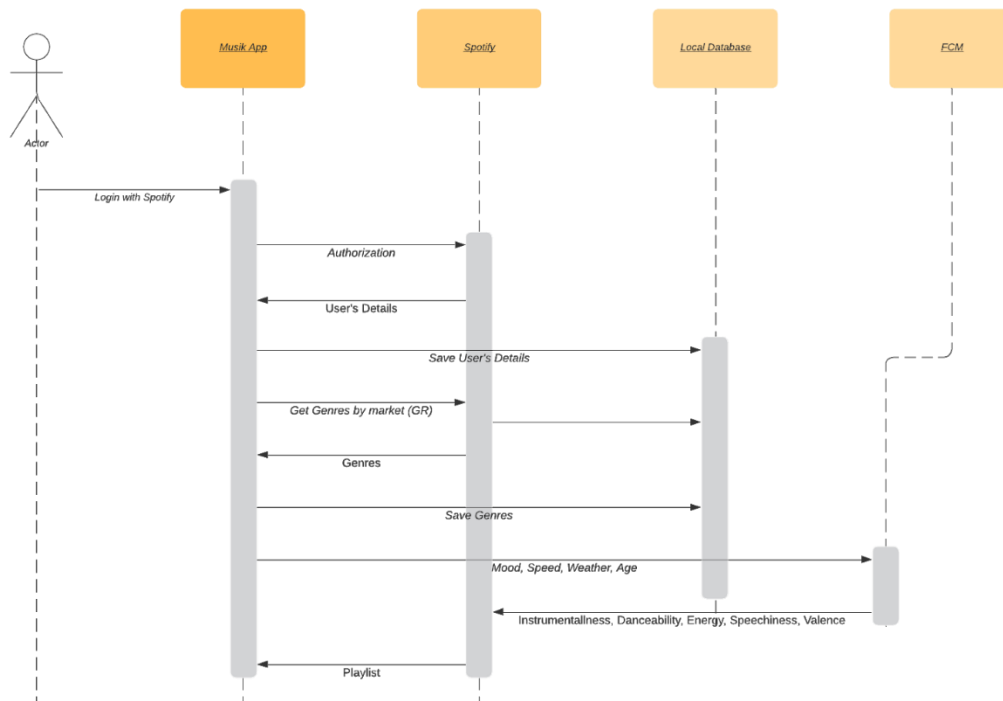 Musik App
Spotify
Local Database
FCM
Actor
Login with Spotify
Authorization
User's Details
Save User's Details
Get Genres by market (GR)
Genres
Save Genres
Mood, Speed, Weather, Age
Instrumentallness, Danceability, Energy, Speechiness, Valence
Playlist